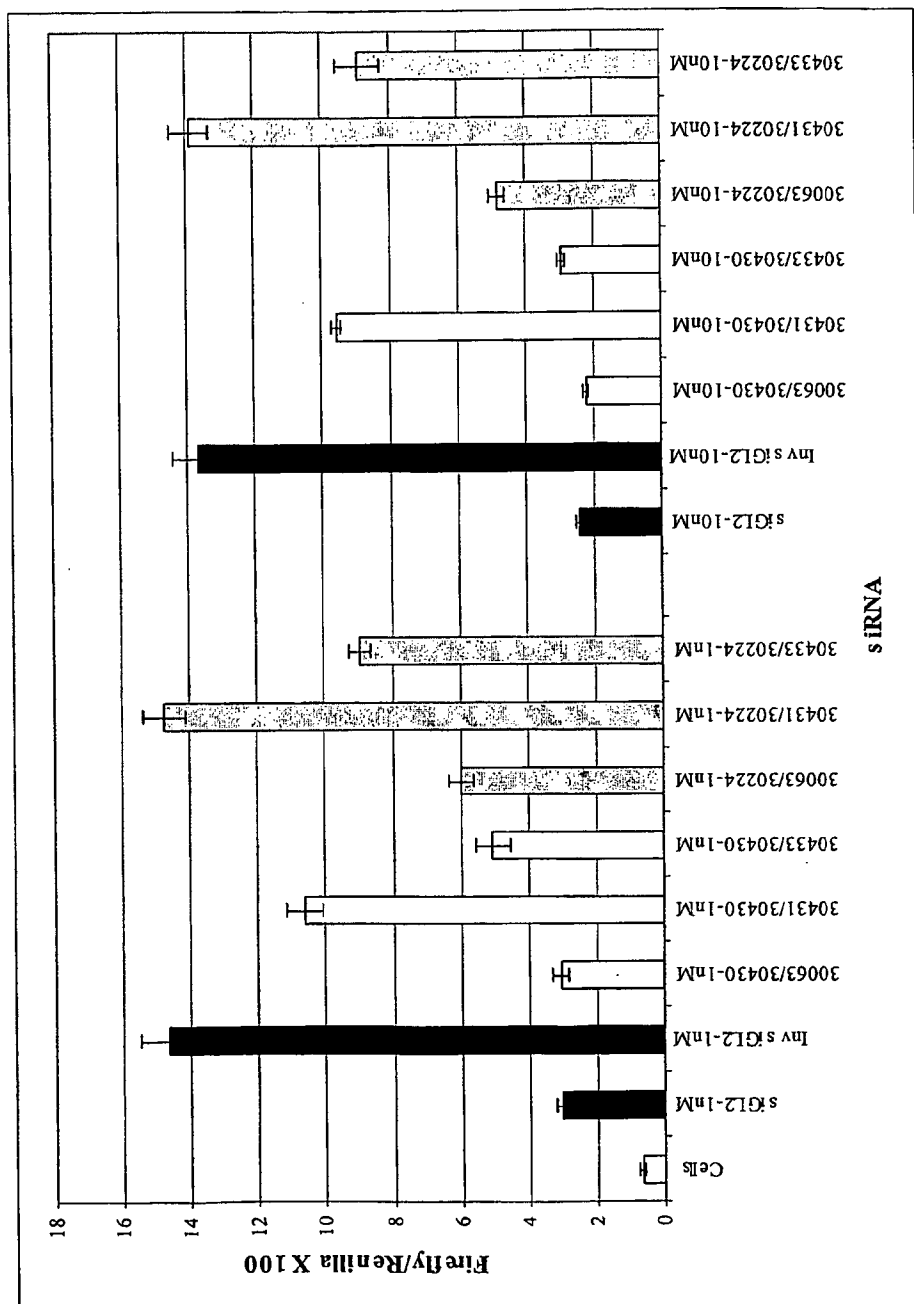 Firefly/Renilla X 100
18
16
14
12
10
8
6
4
2
0
Cells
siGL2-1nM
Inv siGL2-1nM
30063/30430-1nM
30431/30430-1nM
30433/30430-1nM
30063/30224-1nM
30431/30224-1nM
30433/30224-1nM
siGL2-10nM
Inv siGL2-10nM
30063/30430-10nM
30431/30430-10nM
30433/30430-10nM
30063/30224-10nM
30431/30224-10nM
30433/30224-10nM
siRNA